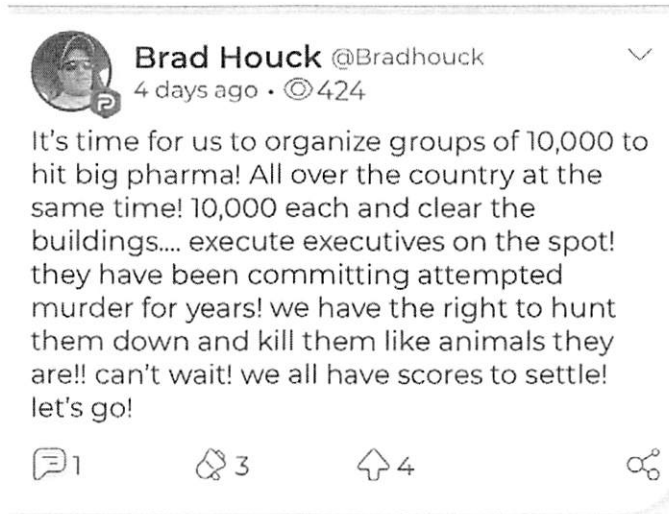 Brad Houck @Bradhouck
4 days ago • 424
It's time for us to organize groups of 10,000 to
hit big pharma! All over the country at the
same time! 10,000 each and clear the
buildings.... execute executives on the spot!
they have been committing attempted
murder for years! we have the right to hunt
them down and kill them like animals they
are!! can't wait! we all have scores to settle!
let's go!
1 3 4